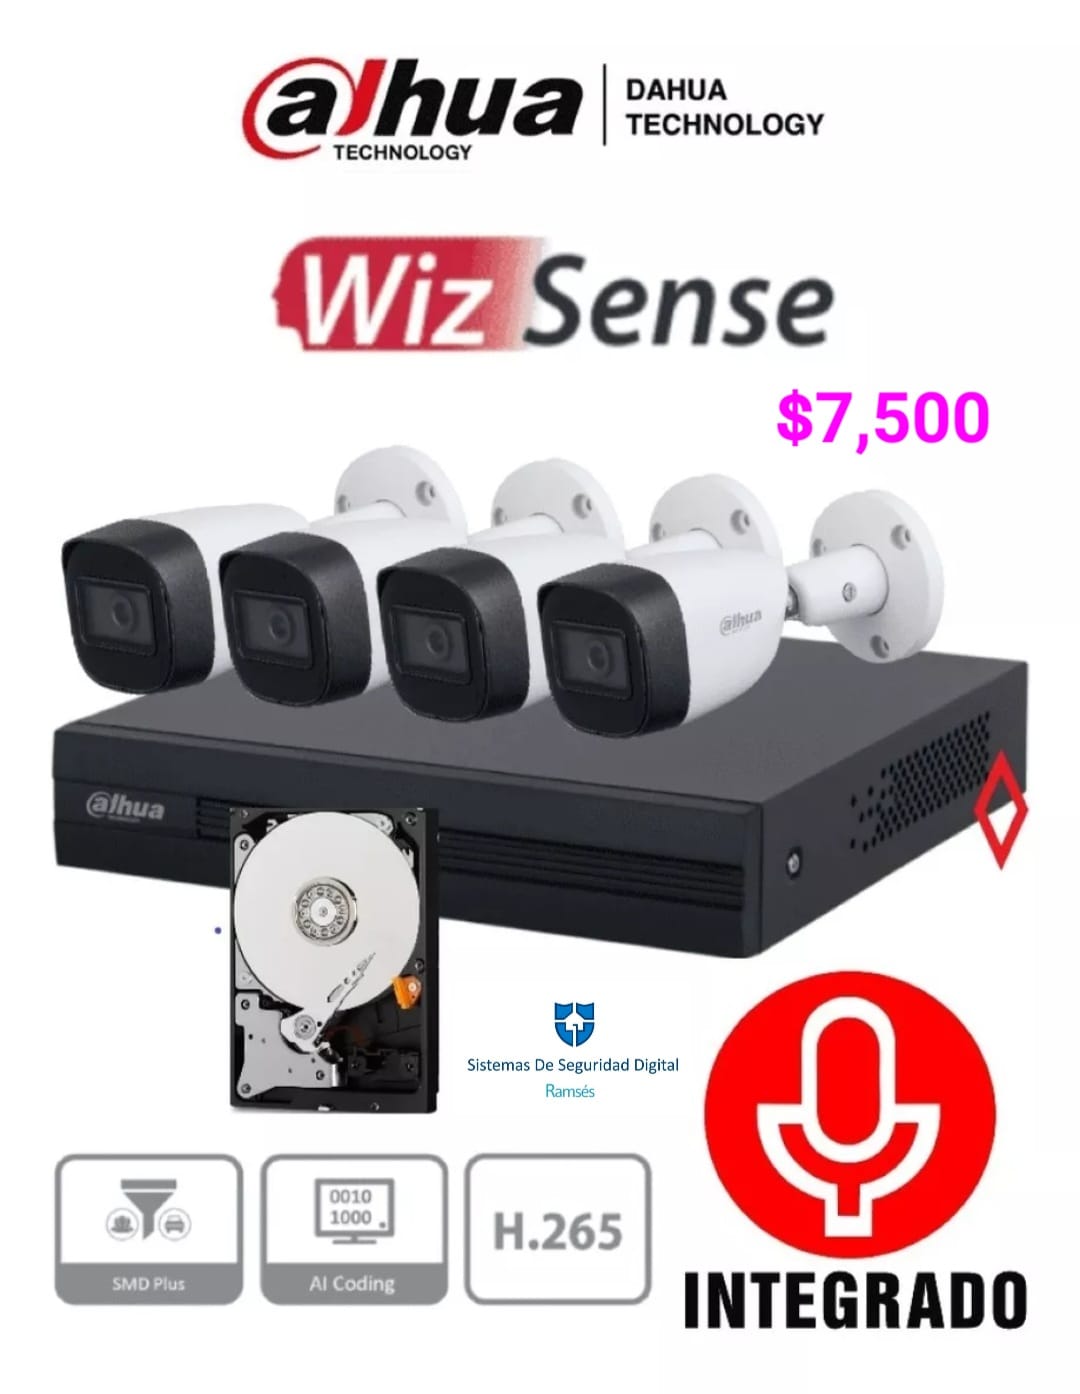 alhua
TECHNOLOGY
DAHUA
TECHNOLOGY
Wiz Sense
$7,500
alhua
alhua
TECHNOLOGY
Sistemas De Seguridad Digital
Ramsés
0010
1000
SMD Plus
AI Coding
H.265
INTEGRADO